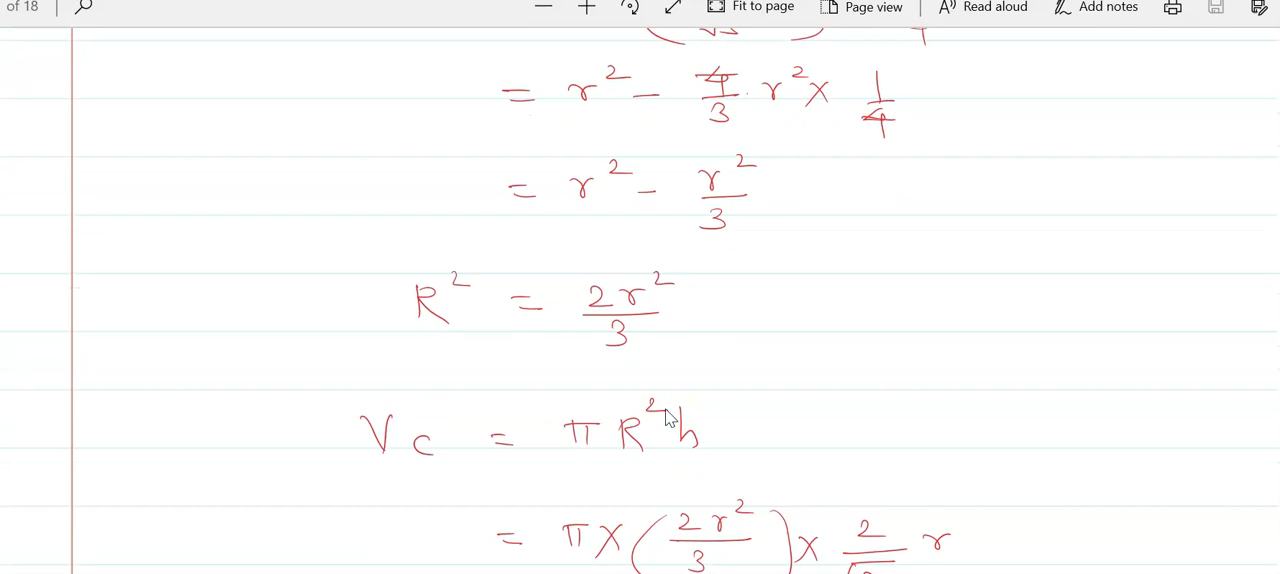 of 18 Fit to page Page view Read aloud Add notes
= r² - 4/3 · r² × 1/4
= r² - r²/3
R² = 2r²/3
Vc = πR²h
= π × (2r²/3) × 2/√ r